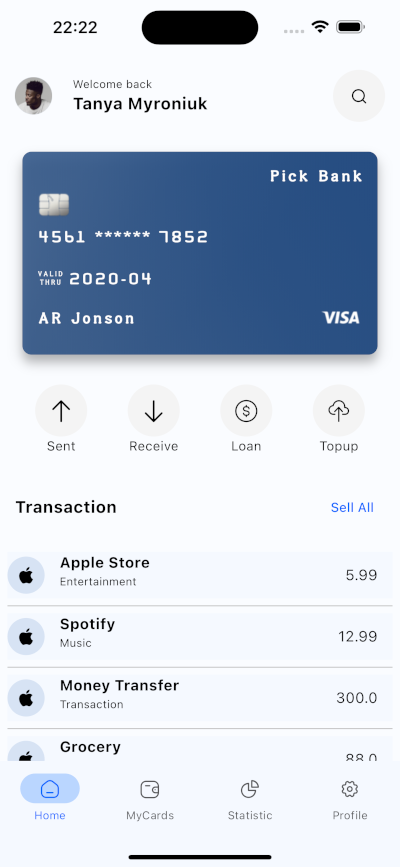 22:22
Welcome back
Tanya Myroniuk
Pick Bank
4561 ****** 7852
VALID THRU 2020-04
AR Jonson VISA
Sent Receive Loan Topup
Transaction Sell All
Apple Store
Entertainment
5.99
Spotify
Music
12.99
Money Transfer
Transaction
300.0
Grocery
88.0
Home MyCards Statistic Profile